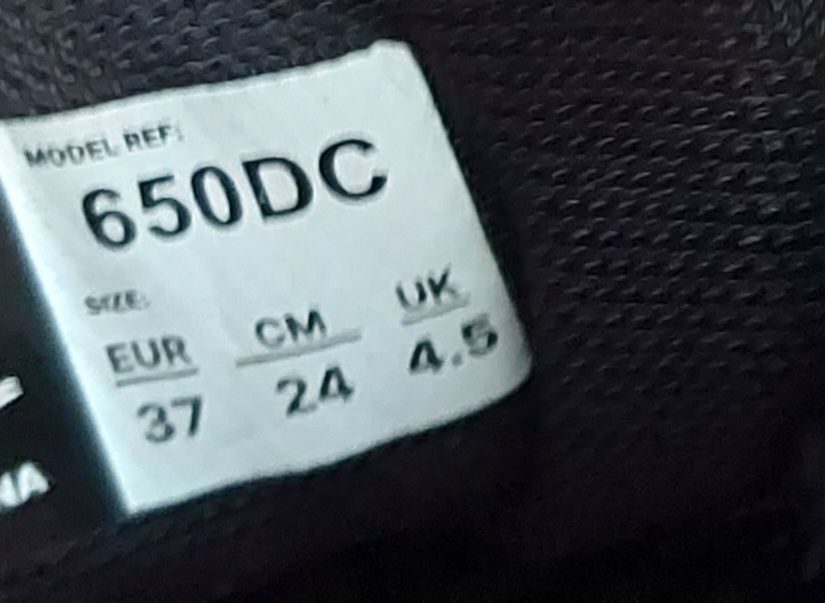 MODEL REF:
650DC
SIZE:
EUR CM UK
37 24 4.5